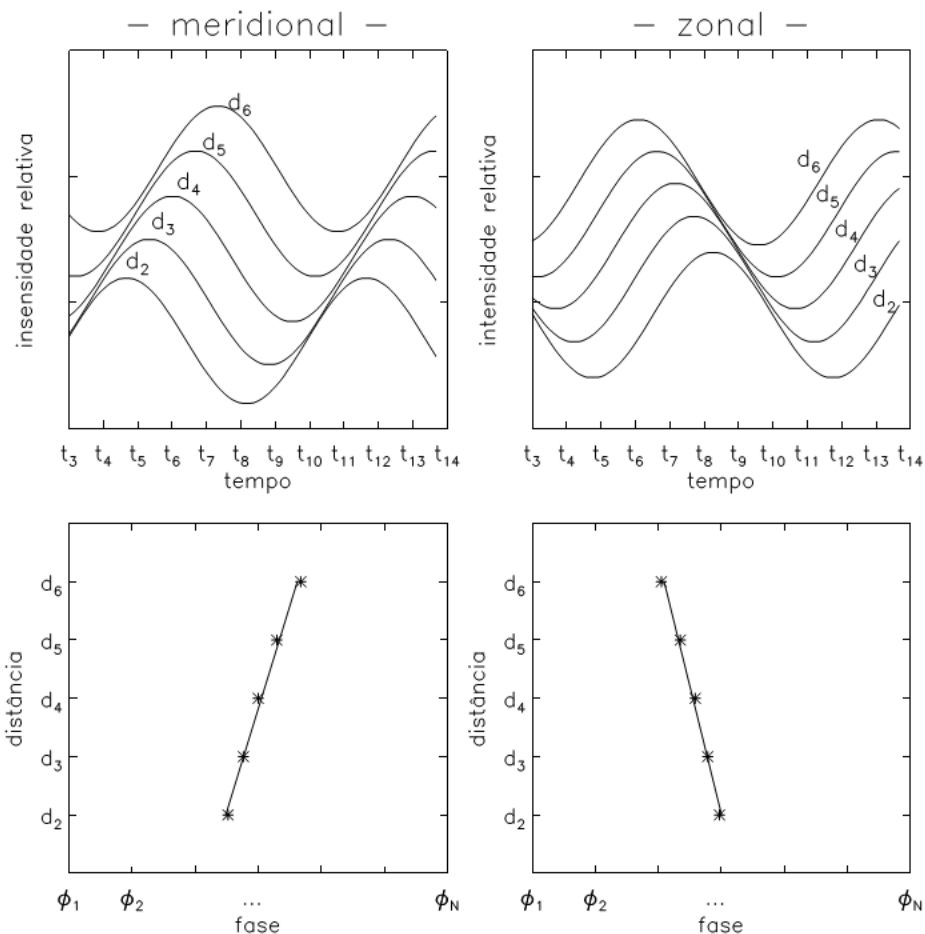 — meridional —
insensidade relativa
d₆
d₅
d₄
d₃
d₂
t₃ t₄ t₅ t₆ t₇ t₈ t₉ t₁₀ t₁₁ t₁₂ t₁₃ t₁₄
tempo
— zonal —
intensidade relativa
d₆
d₅
d₄
d₃
d₂
t₃ t₄ t₅ t₆ t₇ t₈ t₉ t₁₀ t₁₁ t₁₂ t₁₃ t₁₄
tempo
distância
d₆
d₅
d₄
d₃
d₂
ϕ₁ ϕ₂ ... ϕN
fase
distância
d₆
d₅
d₄
d₃
d₂
ϕ₁ ϕ₂ ... ϕN
fase